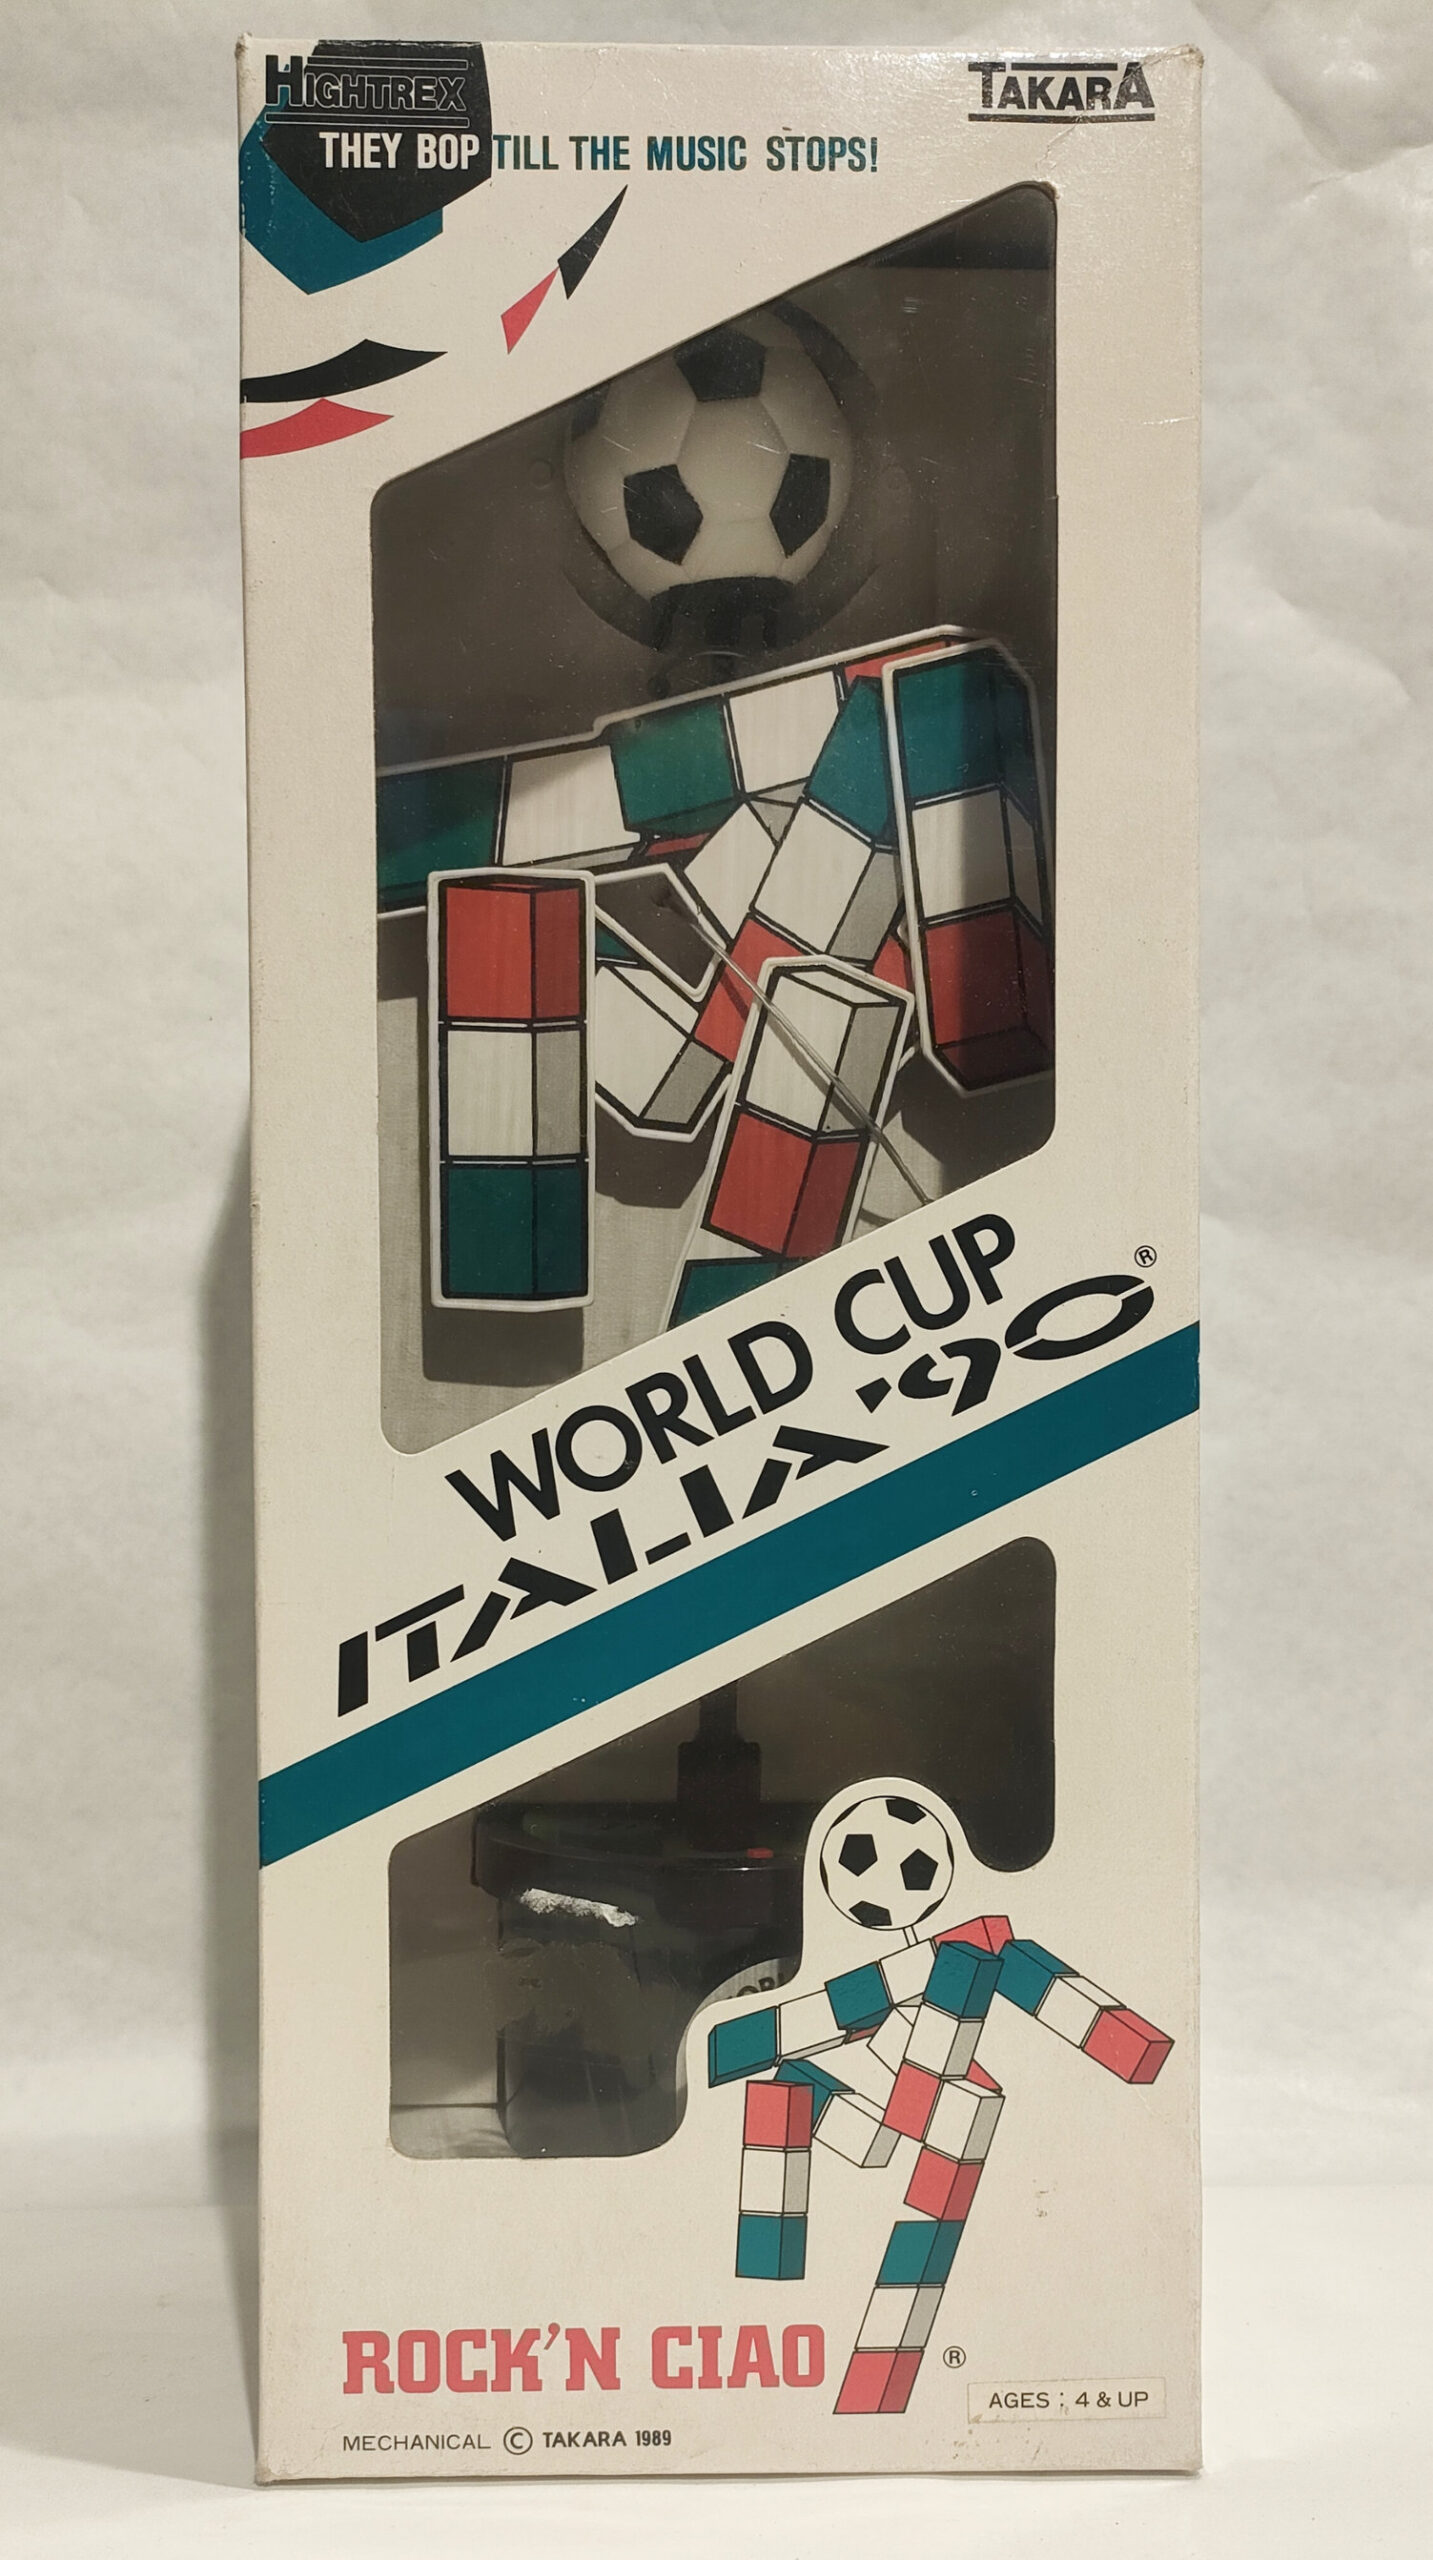 HIGHTREX
TAKARA
THEY BOP TILL THE MUSIC STOPS!
WORLD CUP
ITALIA '90 ®
ROCK'N CIAO
®
AGES : 4 & UP
MECHANICAL © TAKARA 1989